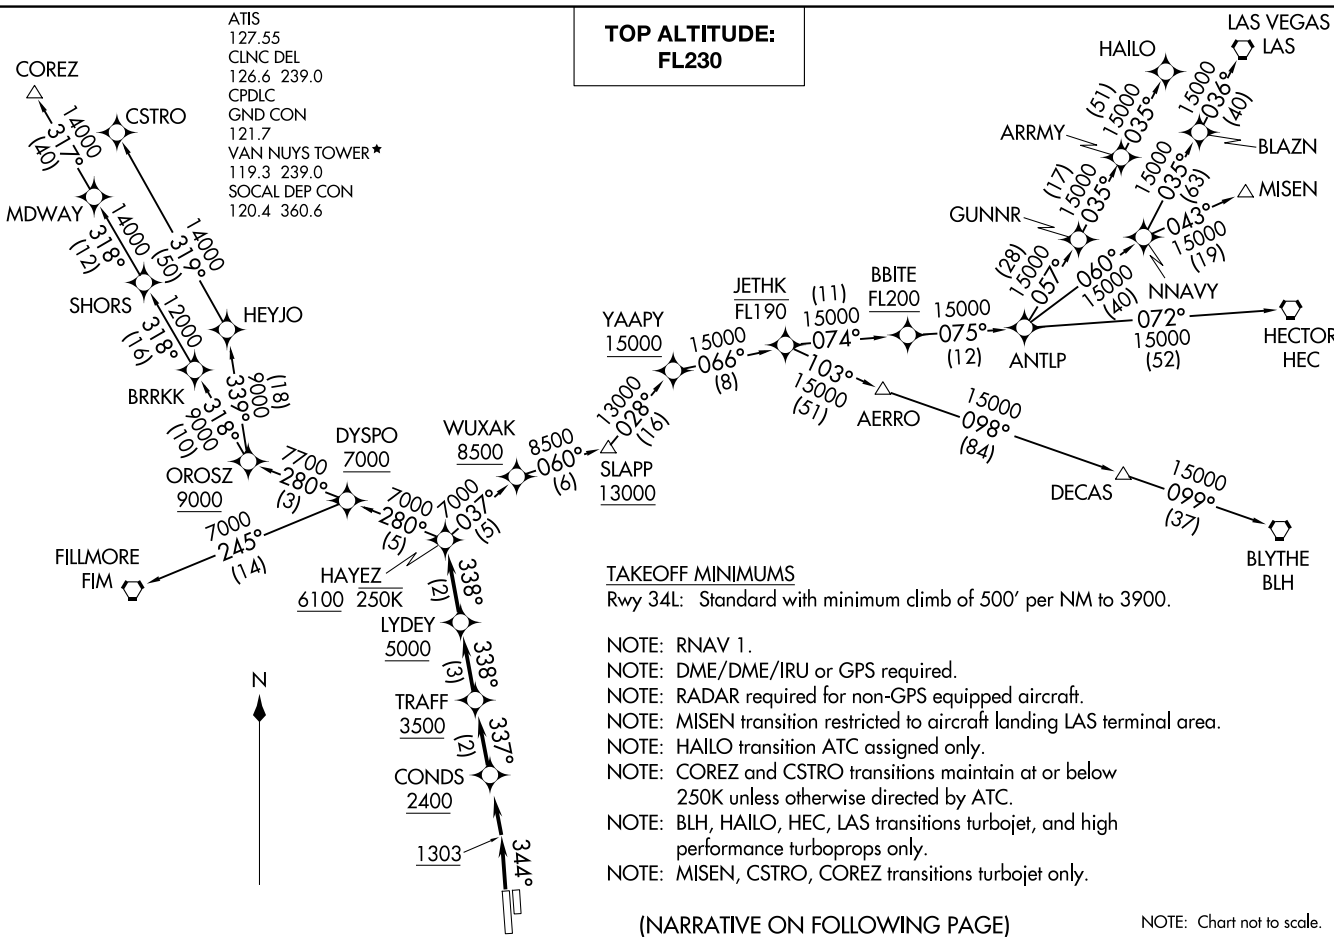 ATIS
127.55
CLNC DEL
126.6 239.0
CPDLC
GND CON
121.7
VAN NUYS TOWER★
119.3 239.0
SOCAL DEP CON
120.4 360.6
TOP ALTITUDE:
FL230
COREZ
14000
317°
(40)
CSTRO
MDWAY
14000
318°
(12)
14000
319°
(50)
SHORS
12000
318°
(16)
HEYJO
BRRKK
9000
318°
(10)
(18)
9000
339°
OROSZ
9000
7700
280°
(3)
DYSPO
7000
7000
245°
(14)
FILLMORE
FIM
7000
280°
(5)
HAYEZ
6100 250K
7000
037°
(5)
WUXAK
8500
8500
060°
(6)
SLAPP
13000
13000
028°
(16)
YAAPY
15000
15000
066°
(8)
JETHK
FL190
(11)
15000
074°
BBITE
FL200
15000
075°
(12)
ANTLP
103°
15000
(51)
AERRO
15000
098°
(84)
DECAS
15000
099°
(37)
BLYTHE
BLH
(28)
15000
057°
GUNNR
(17)
15000
035°
ARRMY
(51)
15000
035°
HAILO
060°
15000
(40)
NNAVY
15000
035°
(63)
BLAZN
15000
036°
(40)
LAS VEGAS
LAS
043°
15000
(19)
MISEN
072°
15000
(52)
HECTOR
HEC
338°
(2)
LYDEY
5000
338°
(3)
TRAFF
3500
337°
(2)
CONDS
2400
1303
344°
N
TAKEOFF MINIMUMS
Rwy 34L: Standard with minimum climb of 500' per NM to 3900.
NOTE: RNAV 1.
NOTE: DME/DME/IRU or GPS required.
NOTE: RADAR required for non-GPS equipped aircraft.
NOTE: MISEN transition restricted to aircraft landing LAS terminal area.
NOTE: HAILO transition ATC assigned only.
NOTE: COREZ and CSTRO transitions maintain at or below
250K unless otherwise directed by ATC.
NOTE: BLH, HAILO, HEC, LAS transitions turbojet, and high
performance turboprops only.
NOTE: MISEN, CSTRO, COREZ transitions turbojet only.
(NARRATIVE ON FOLLOWING PAGE)
NOTE: Chart not to scale.